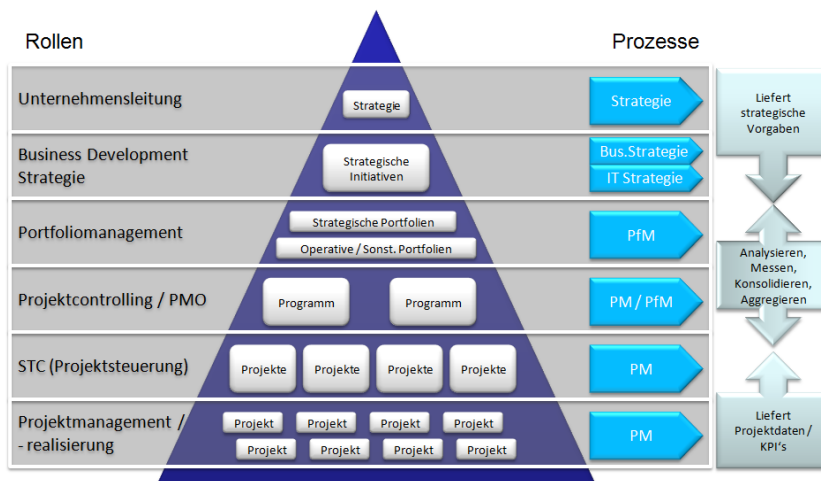 Rollen
Prozesse
Unternehmensleitung
Strategie
Strategie
Liefert
strategische
Vorgaben
Business Development
Strategie
Strategische
Initiativen
Bus.Strategie
IT Strategie
Portfoliomanagement
Strategische Portfolien
Operative / Sonst. Portfolien
PfM
Analysieren,
Messen,
Konsolidieren,
Aggregieren
Projektcontrolling / PMO
Programm
Programm
PM / PfM
STC (Projektsteuerung)
Projekte
Projekte
Projekte
Projekte
PM
Projektmanagement /
- realisierung
Projekt
Projekt
Projekt
Projekt
Projekt
Projekt
Projekt
Projekt
PM
Liefert
Projektdaten /
KPI‘s